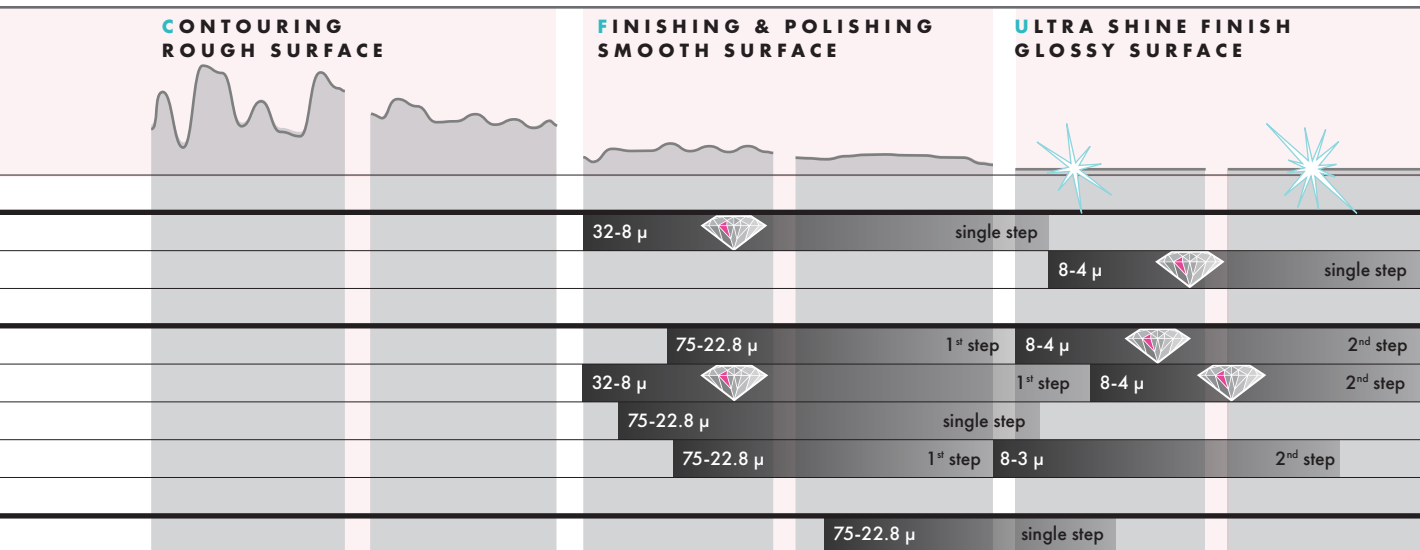 CONTOURING
ROUGH SURFACE
FINISHING & POLISHING
SMOOTH SURFACE
ULTRA SHINE FINISH
GLOSSY SURFACE
32-8 µ single step
8-4 µ single step
75-22.8 µ 1st step 8-4 µ 2nd step
32-8 µ 1st step 8-4 µ 2nd step
75-22.8 µ single step
75-22.8 µ 1st step 8-3 µ 2nd step
75-22.8 µ single step